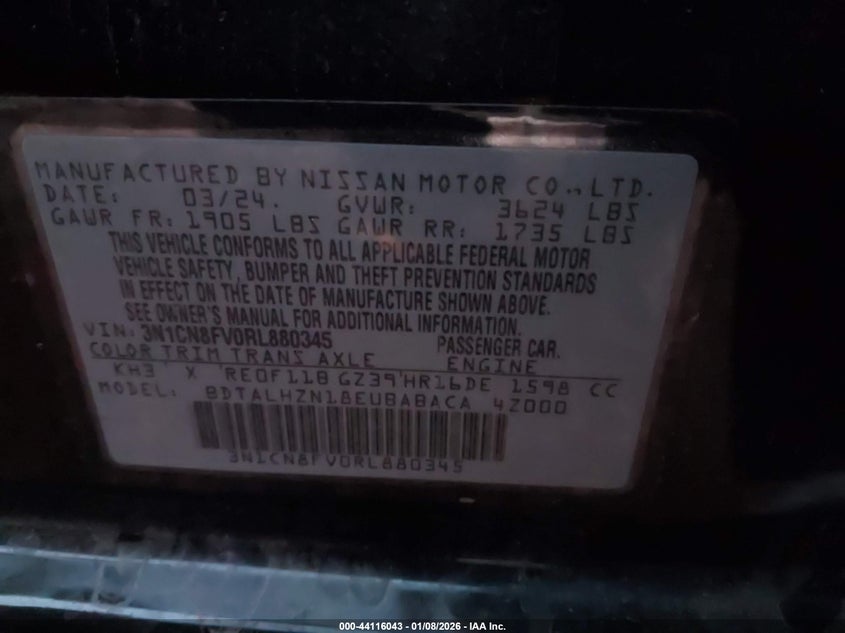 MANUFACTURED BY NISSAN MOTOR CO., LTD.
DATE: 03/24. GVWR: 3624 LBS
GAWR FR: 1905 LBS GAWR RR: 1735 LBS
THIS VEHICLE CONFORMS TO ALL APPLICABLE FEDERAL MOTOR
VEHICLE SAFETY, BUMPER AND THEFT PREVENTION STANDARDS
IN EFFECT ON THE DATE OF MANUFACTURE SHOWN ABOVE.
SEE OWNER'S MANUAL FOR ADDITIONAL INFORMATION.
VIN: 3N1CN8FV0RL880345 PASSENGER CAR.
COLOR TRIM TRANS AXLE ENGINE
KH3 X RE0F11B GZ39 HR16DE 1598 CC
MODEL: BDTALHZN18EUBABACA 4Z000
3N1CN8FV0RL880345
000-44116043 - 01/08/2026 - IAA Inc.